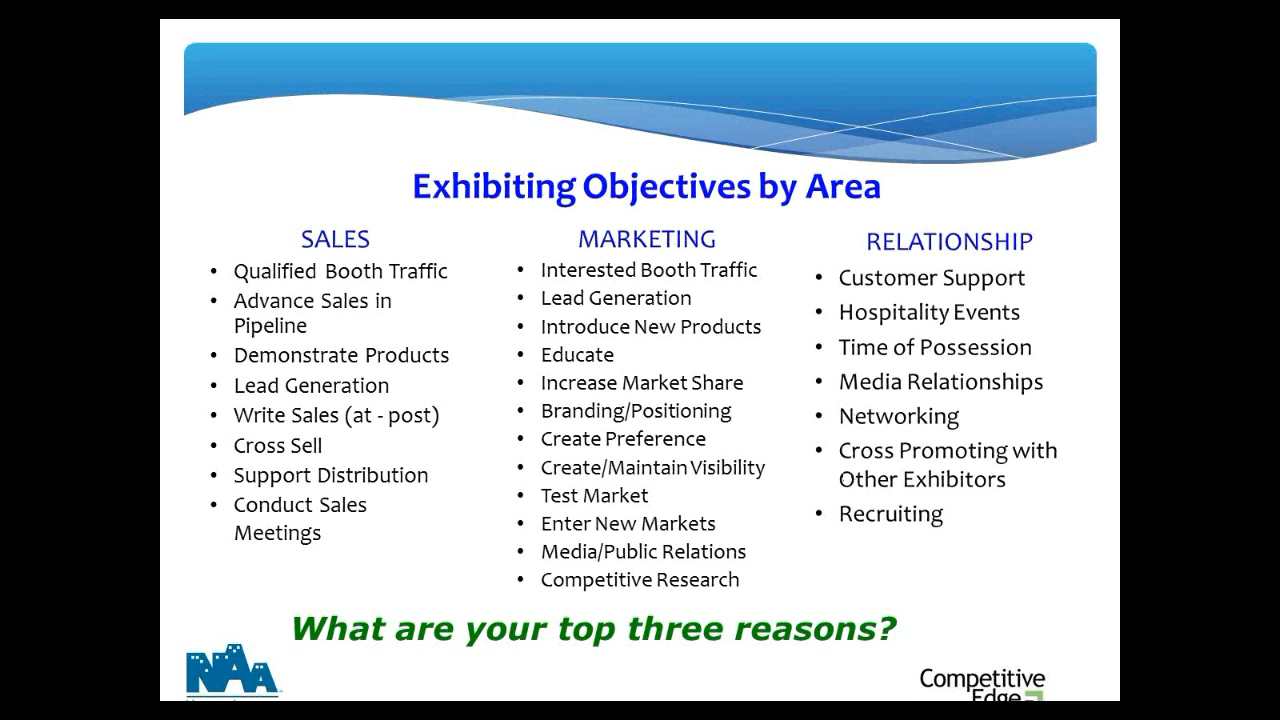 Exhibiting Objectives by Area
SALES
• Qualified Booth Traffic
• Advance Sales in
Pipeline
• Demonstrate Products
• Lead Generation
• Write Sales (at - post)
• Cross Sell
• Support Distribution
• Conduct Sales
Meetings
MARKETING
• Interested Booth Traffic
• Lead Generation
• Introduce New Products
• Educate
• Increase Market Share
• Branding/Positioning
• Create Preference
• Create/Maintain Visibility
• Test Market
• Enter New Markets
• Media/Public Relations
• Competitive Research
RELATIONSHIP
• Customer Support
• Hospitality Events
• Time of Possession
• Media Relationships
• Networking
• Cross Promoting with
Other Exhibitors
• Recruiting
What are your top three reasons?
NAA
Competitive
Edge